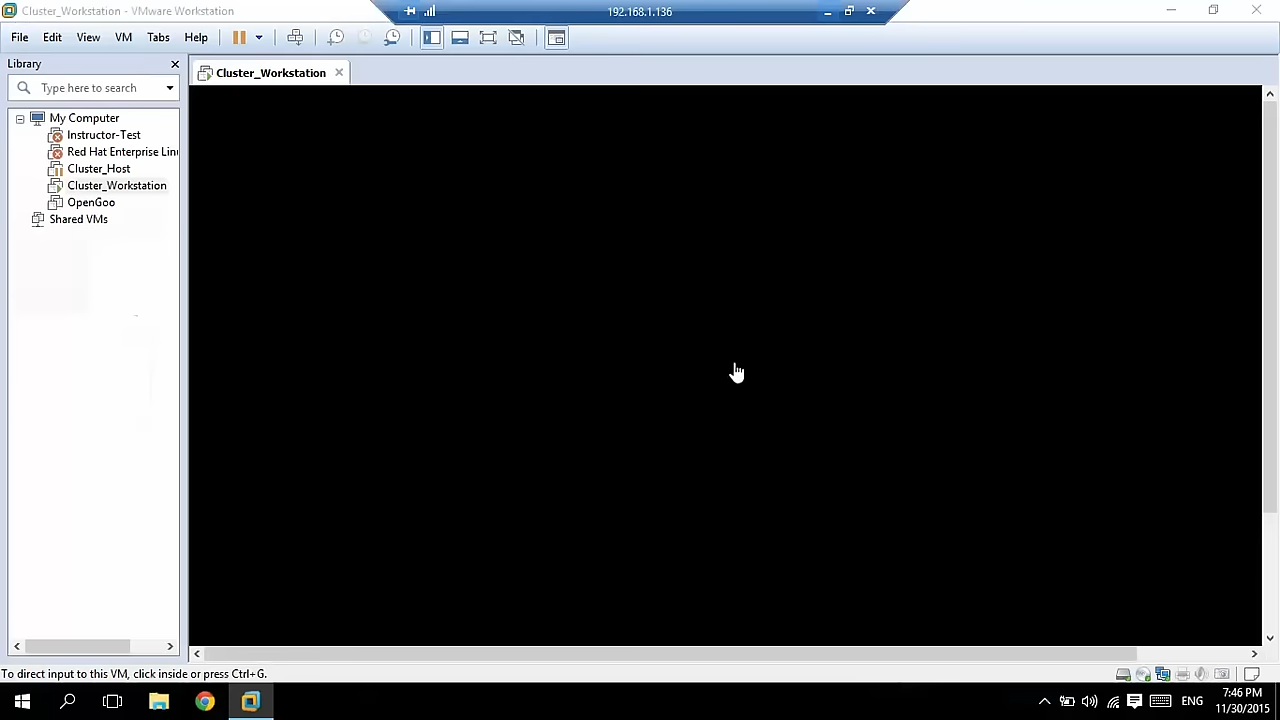 Cluster_Workstation - VMware Workstation
192.168.1.136
File Edit View VM Tabs Help
Library
Type here to search
My Computer
Instructor-Test
Red Hat Enterprise Lin
Cluster_Host
Cluster_Workstation
OpenGoo
Shared VMs
Cluster_Workstation
To direct input to this VM, click inside or press Ctrl+G.
ENG
7:46 PM
11/30/2015